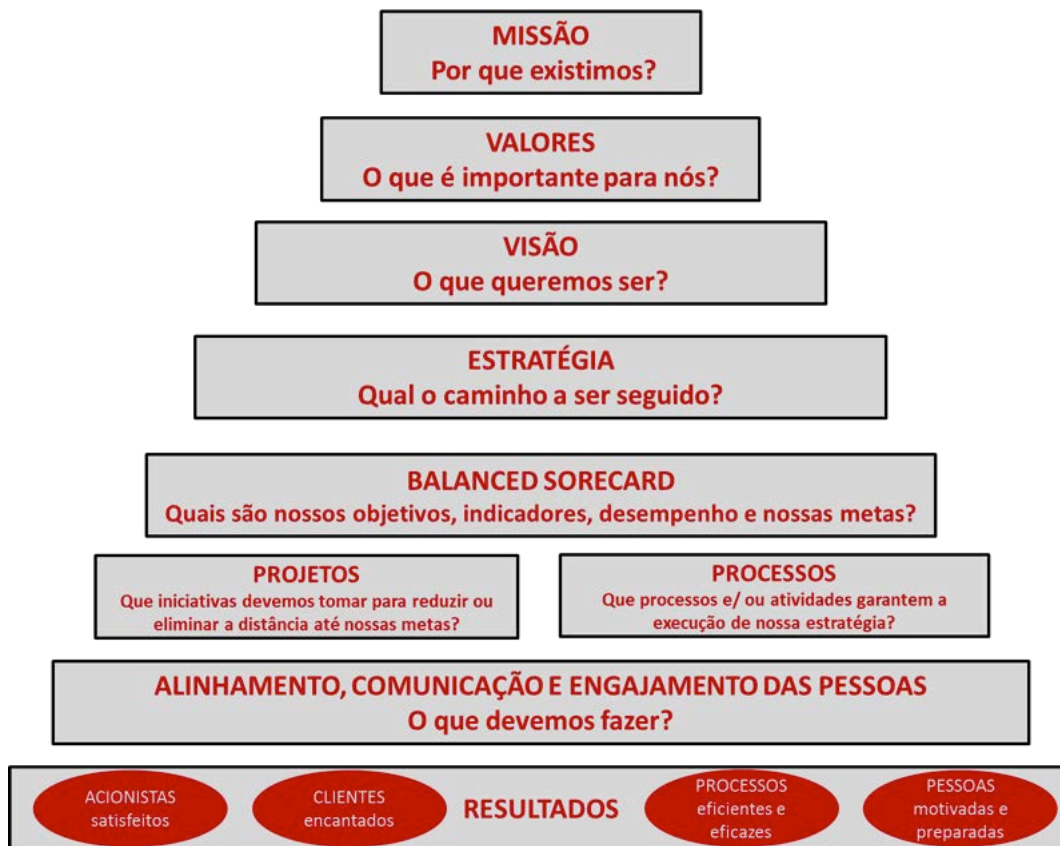 MISSÃO
Por que existimos?
VALORES
O que é importante para nós?
VISÃO
O que queremos ser?
ESTRATÉGIA
Qual o caminho a ser seguido?
BALANCED SORECARD
Quais são nossos objetivos, indicadores, desempenho e nossas metas?
PROJETOS
Que iniciativas devemos tomar para reduzir ou
eliminar a distância até nossas metas?
PROCESSOS
Que processos e/ ou atividades garantem a
execução de nossa estratégia?
ALINHAMENTO, COMUNICAÇÃO E ENGAJAMENTO DAS PESSOAS
O que devemos fazer?
ACIONISTAS
satisfeitos
CLIENTES
encantados
RESULTADOS
PROCESSOS
eficientes e
eficazes
PESSOAS
motivadas e
preparadas